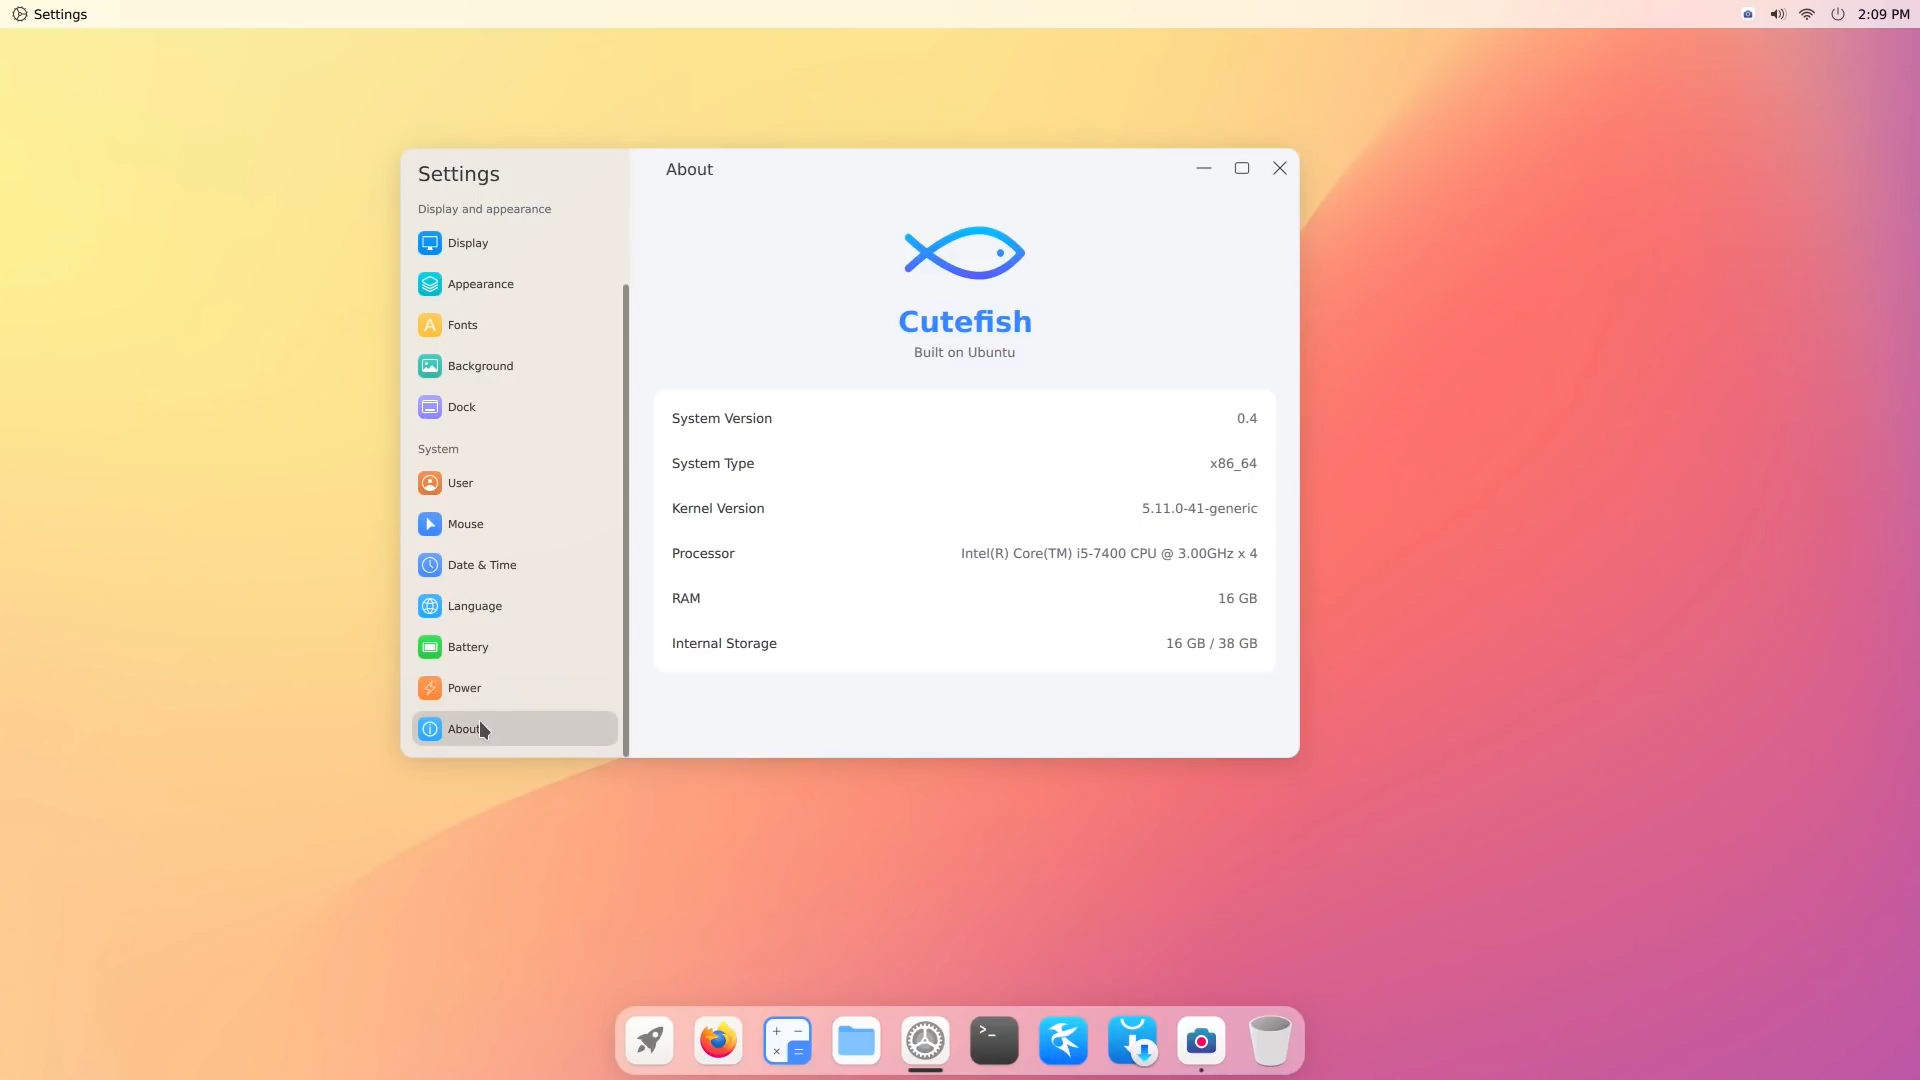 Settings
2:09 PM
Settings
Display and appearance
Display
Appearance
Fonts
Background
Dock
System
User
Mouse
Date & Time
Language
Battery
Power
About
About
Cutefish
Built on Ubuntu
System Version 0.4
System Type x86_64
Kernel Version 5.11.0-41-generic
Processor Intel(R) Core(TM) i5-7400 CPU @ 3.00GHz x 4
RAM 16 GB
Internal Storage 16 GB / 38 GB